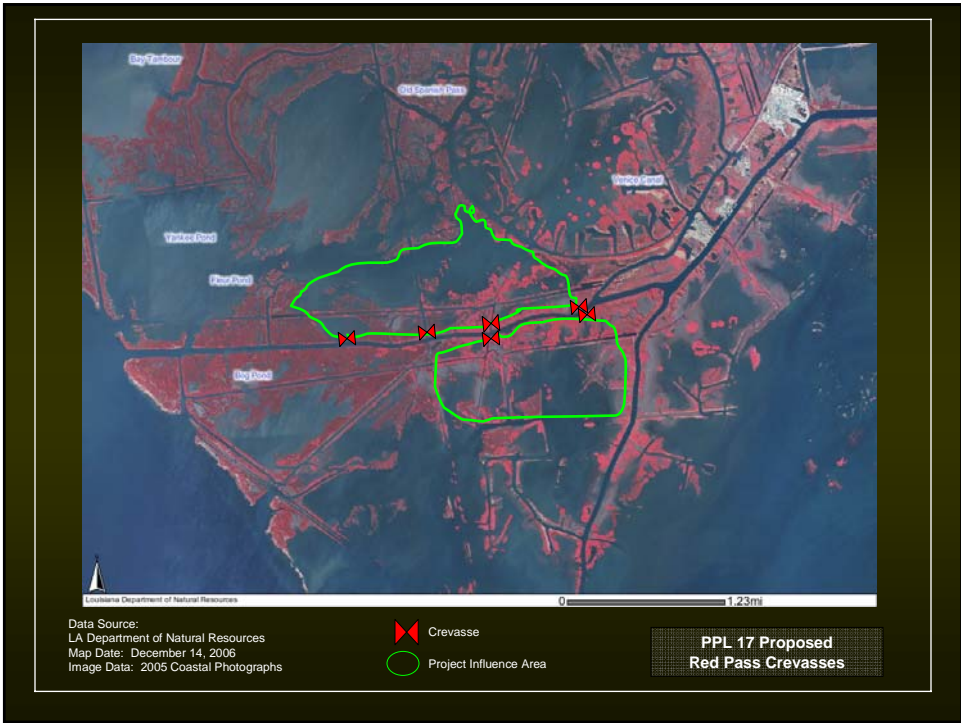 Bay Tambour
Old Spanish Pass
Venice Canal
Yankee Pond
Fleur Pond
Bog Pond
Louisiana Department of Natural Resources
0 1.23mi
Data Source:
LA Department of Natural Resources
Map Date: December 14, 2006
Image Data: 2005 Coastal Photographs
Crevasse
Project Influence Area
PPL 17 Proposed
Red Pass Crevasses